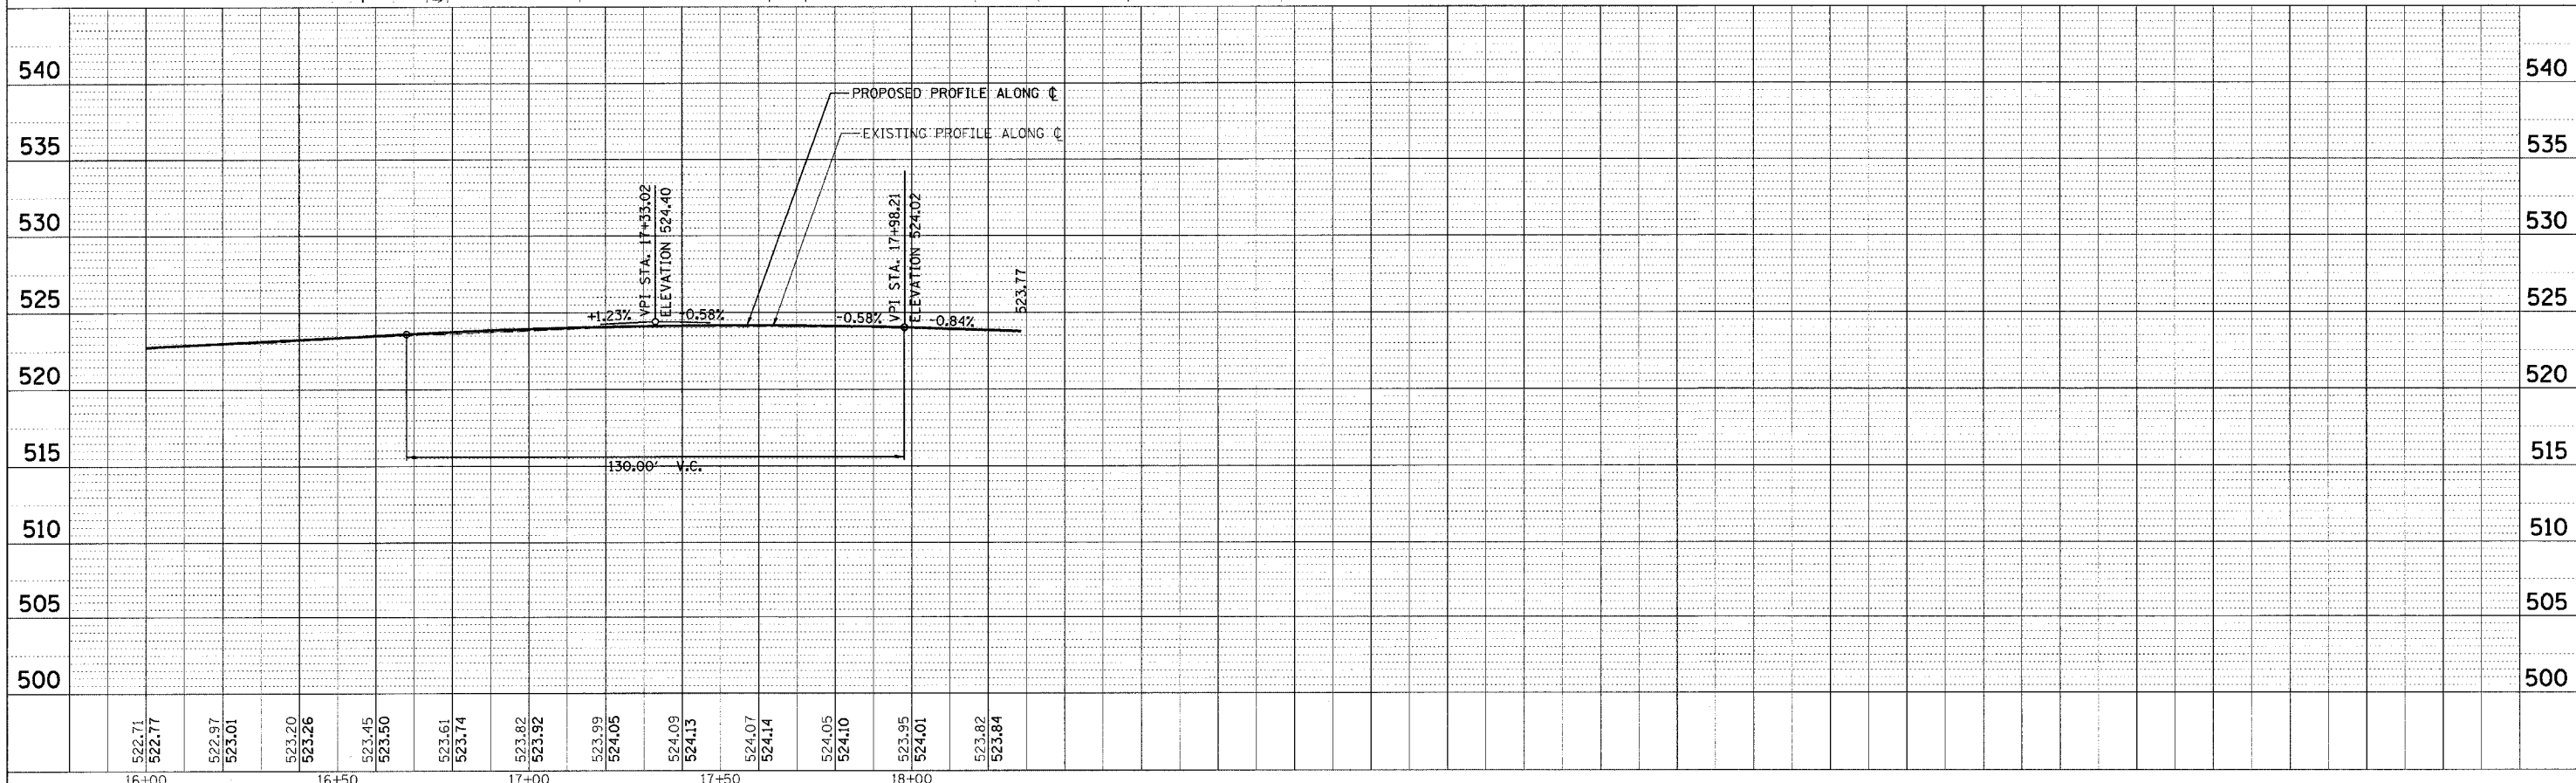 540 540
PROPOSED PROFILE ALONG ℄
EXISTING PROFILE ALONG ℄
535 535
530 530
VPI STA. 17+33.02
ELEVATION 524.40
VPI STA. 17+98.21
ELEVATION 524.02
523.77
525 525
+1.23% -0.58% -0.58% -0.84%
520 520
515 515
130.00' V.C.
510 510
505 505
500 500
522.71 522.97 523.20 523.45 523.61 523.82 523.99 524.09 524.07 524.05 523.95 523.82
522.77 523.01 523.26 523.50 523.74 523.92 524.05 524.13 524.14 524.10 524.01 523.84
16+00 16+50 17+00 17+50 18+00